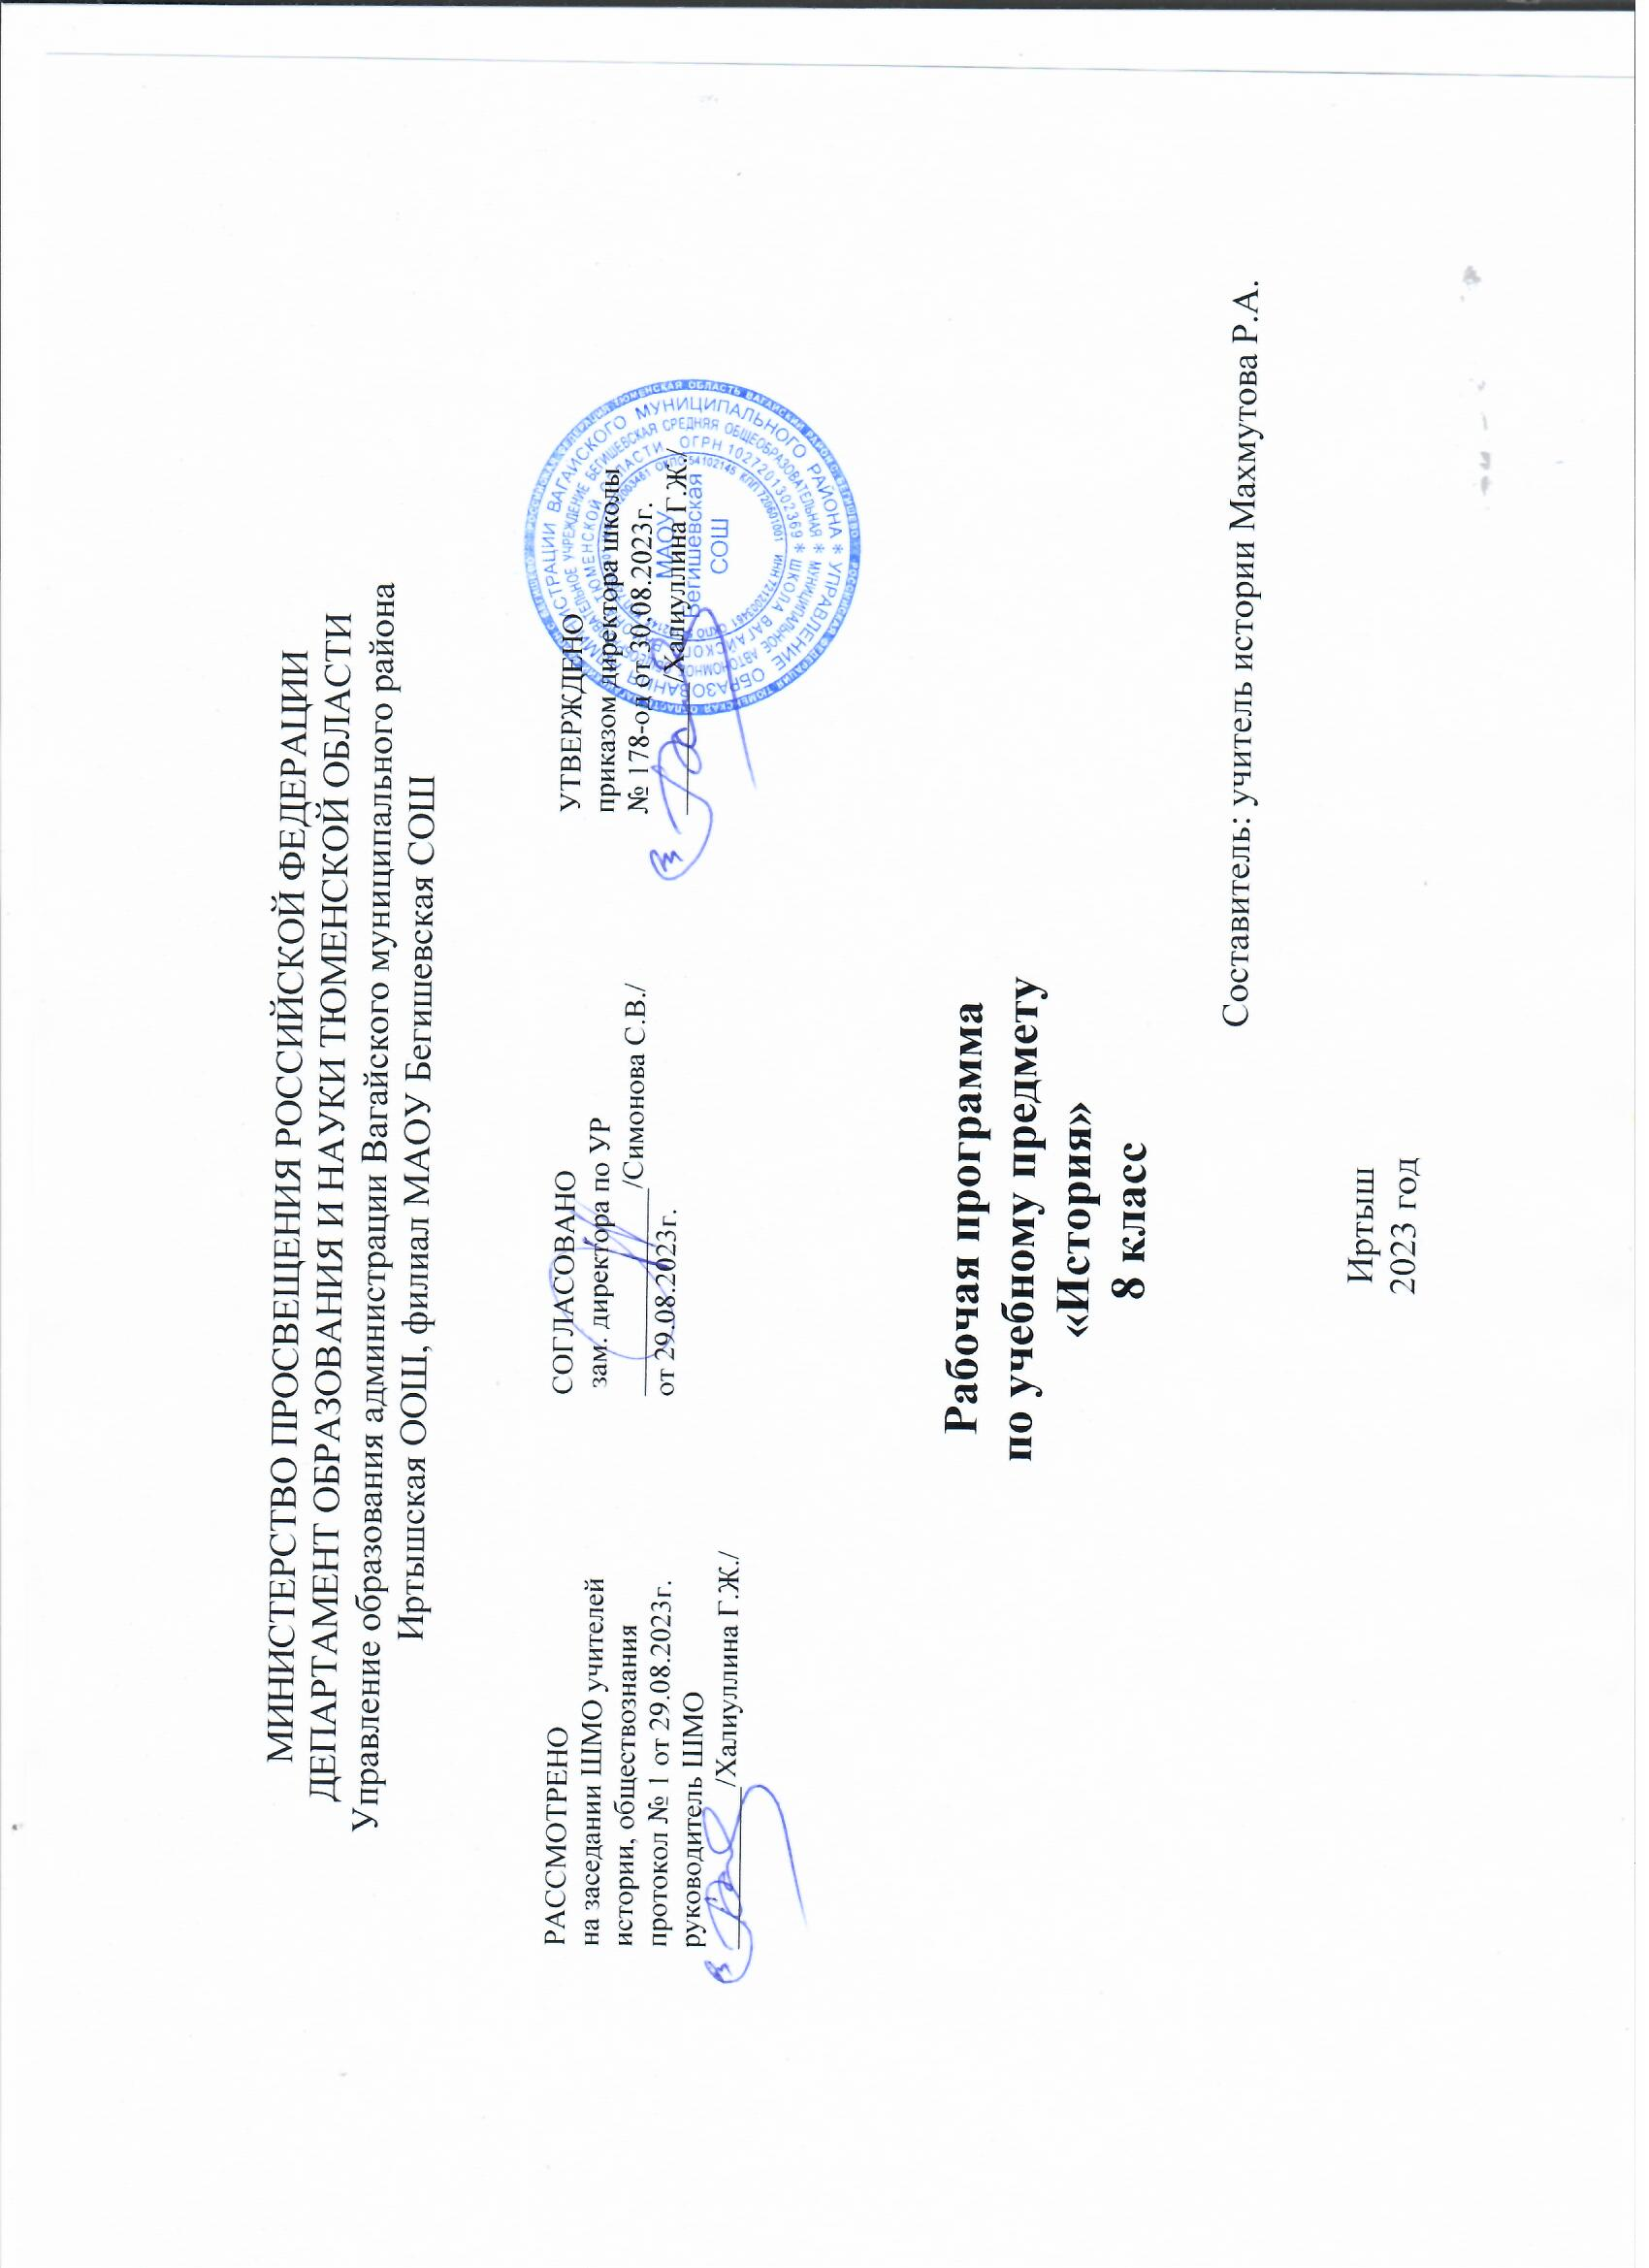 МИНИСТЕРСТВО ПРОСВЕЩЕНИЯ РОССИЙСКОЙ ФЕДЕРАЦИИ
ДЕПАРТАМЕНТ ОБРАЗОВАНИЯ И НАУКИ ТЮМЕНСКОЙ ОБЛАСТИ
Управление образования администрации Вагайского муниципального района
Иртышская ООШ, филиал МАОУ Бегишевская СОШ
РАССМОТРЕНО
на заседании ШМО учителей
истории, обществознания
протокол № 1 от 29.08.2023г.
руководитель ШМО
/Халиуллина Г.Ж./
СОГЛАСОВАНО
зам. директора по УР
/Симонова С.В./
от 29.08.2023г.
УТВЕРЖДЕНО
приказом директора школы
№ 178-од от 30.08.2023г.
/Халиуллина Г.Ж./
МАОУ
Бегишевская
СОШ
Рабочая программа
по учебному предмету
«История»
8 класс
Составитель: учитель истории Махмутова Р.А.
Иртыш
2023 год